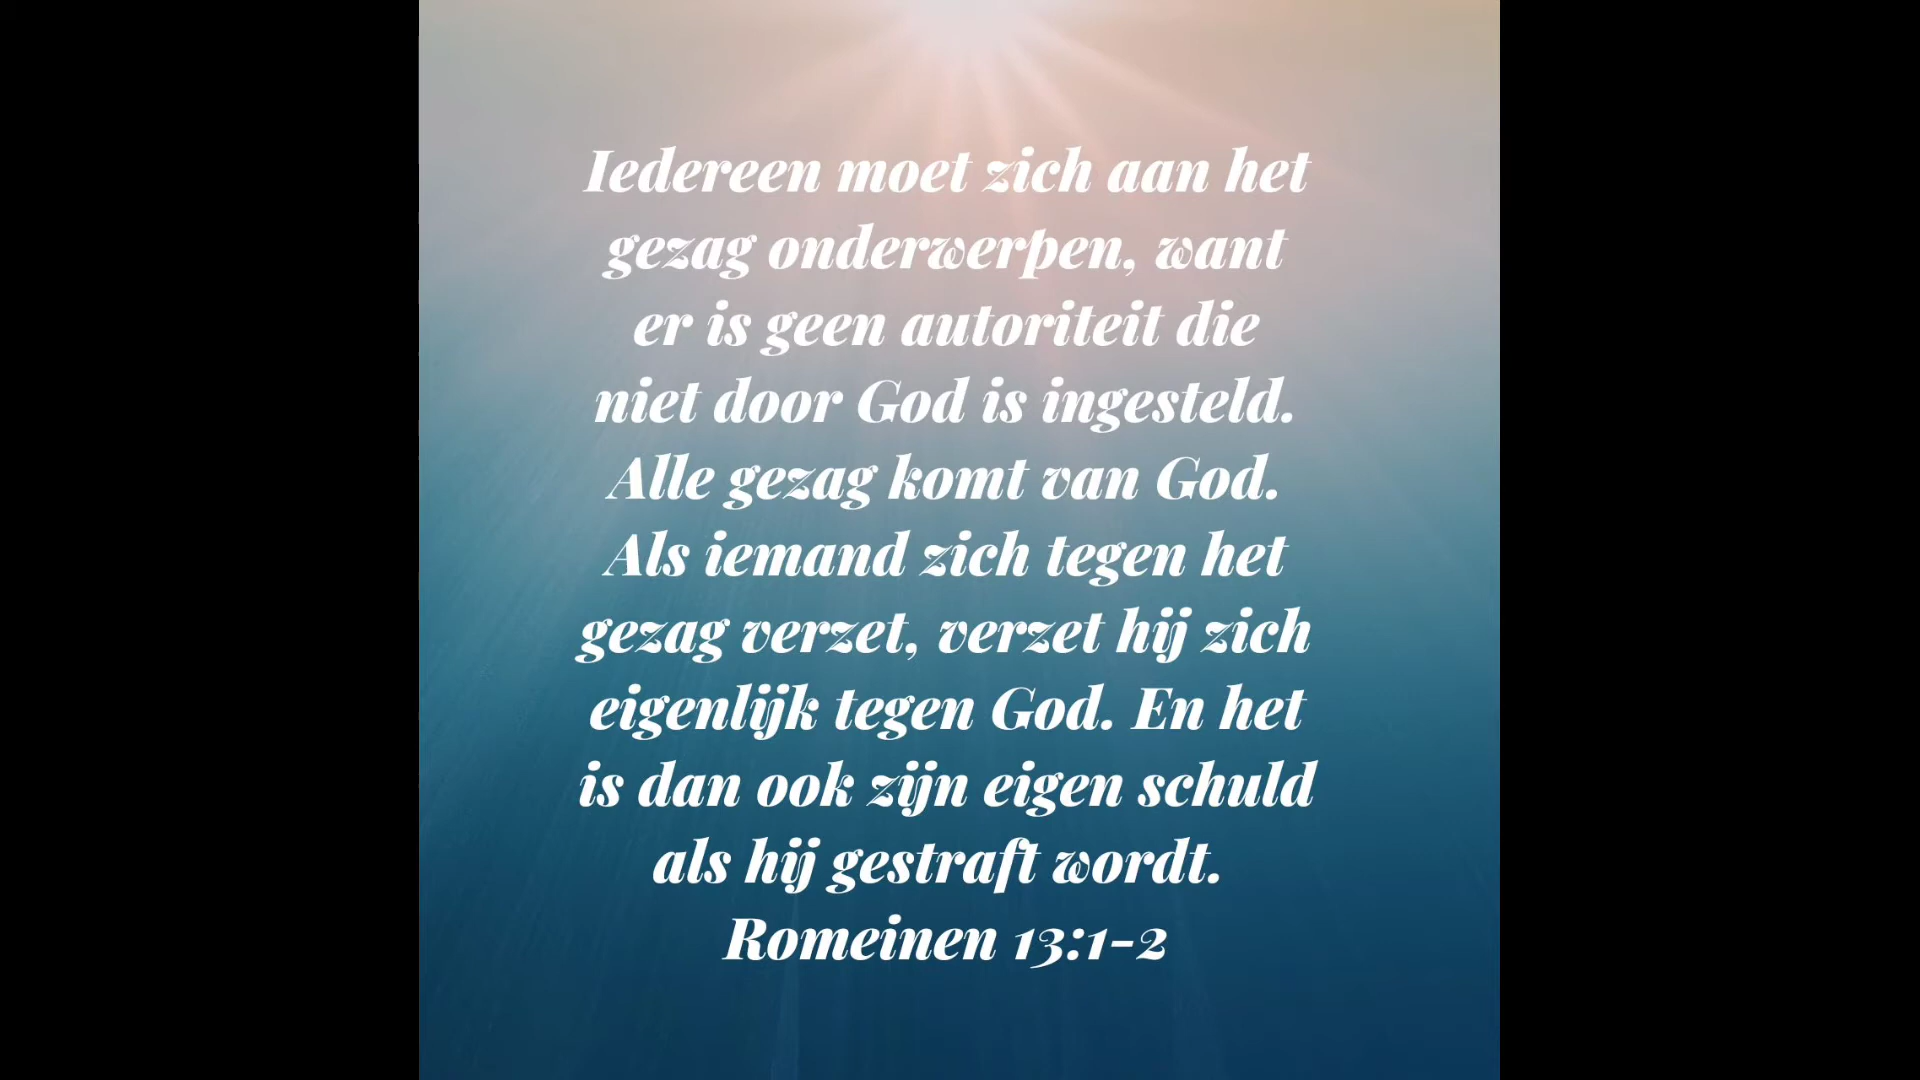 Iedereen moet zich aan het
gezag onderwerpen, want
er is geen autoriteit die
niet door God is ingesteld.
Alle gezag komt van God.
Als iemand zich tegen het
gezag verzet, verzet hij zich
eigenlijk tegen God. En het
is dan ook zijn eigen schuld
als hij gestraft wordt.
Romeinen 13:1-2